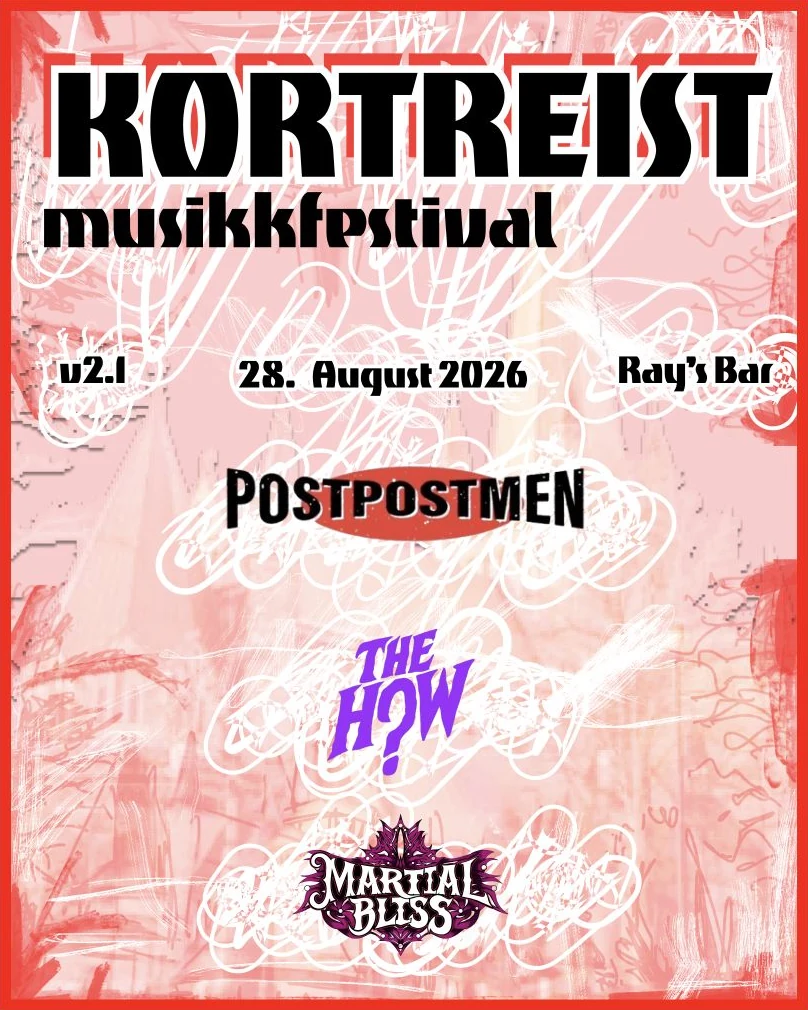 KORTREIST
musikkfestival
v2.1 28. August 2026 Ray's Bar
POSTPOSTMEN
THE
H?W
MARTIAL
BLISS